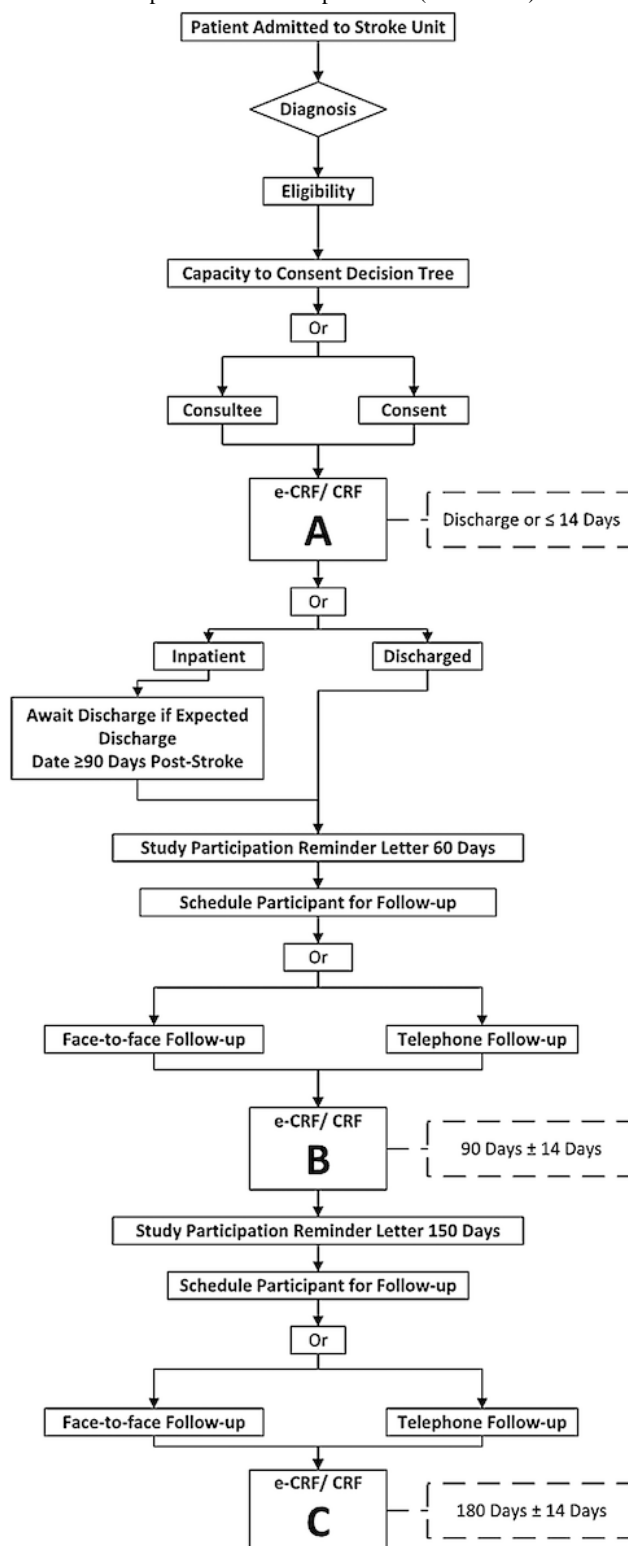 Patient Admitted to Stroke Unit
Diagnosis
Eligibility
Capacity to Consent Decision Tree
Or
Consultee
Consent
e-CRF/ CRF
A
Discharge or ≤ 14 Days
Or
Inpatient
Discharged
Await Discharge if Expected
Discharge
Date ≥90 Days Post-Stroke
Study Participation Reminder Letter 60 Days
Schedule Participant for Follow-up
Or
Face-to-face Follow-up
Telephone Follow-up
e-CRF/ CRF
B
90 Days ± 14 Days
Study Participation Reminder Letter 150 Days
Schedule Participant for Follow-up
Or
Face-to-face Follow-up
Telephone Follow-up
e-CRF/ CRF
C
180 Days ± 14 Days